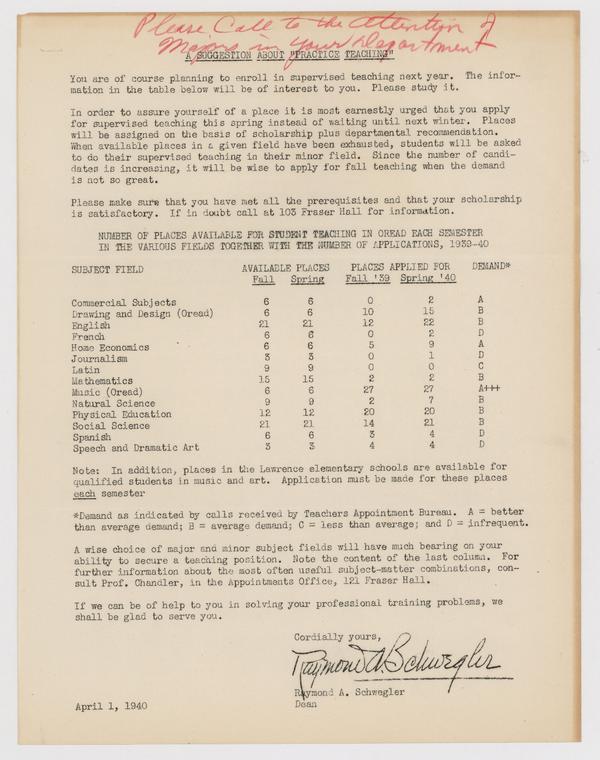 Please Call to the Attention of
Majors in your Department
A SUGGESTION ABOUT "PRACTICE TEACHING"
You are of course planning to enroll in supervised teaching next year. The infor-
mation in the table below will be of interest to you. Please study it.
In order to assure yourself of a place it is most earnestly urged that you apply
for supervised teaching this spring instead of waiting until next winter. Places
will be assigned on the basis of scholarship plus departmental recommendation.
When available places in a given field have been exhausted, students will be asked
to do their supervised teaching in their minor field. Since the number of candi-
dates is increasing, it will be wise to apply for fall teaching when the demand
is not so great.
Please make sure that you have met all the prerequisites and that your scholarship
is satisfactory. If in doubt call at 103 Fraser Hall for information.
NUMBER OF PLACES AVAILABLE FOR STUDENT TEACHING IN OREAD EACH SEMESTER
IN THE VARIOUS FIELDS TOGETHER WITH THE NUMBER OF APPLICATIONS, 1939-40
SUBJECT FIELD AVAILABLE PLACES PLACES APPLIED FOR DEMAND*
Fall Spring Fall '39 Spring '40
Commercial Subjects 6 6 0 2 A
Drawing and Design (Oread) 6 6 10 15 B
English 21 21 12 22 B
French 6 6 0 2 D
Home Economics 6 6 5 9 A
Journalism 3 3 0 1 D
Latin 9 9 0 0 C
Mathematics 15 15 2 2 B
Music (Oread) 6 6 27 27 A+++
Natural Science 9 9 2 7 B
Physical Education 12 12 20 20 B
Social Science 21 21 14 21 B
Spanish 6 6 3 4 D
Speech and Dramatic Art 3 3 4 4 D
Note: In addition, places in the Lawrence elementary schools are available for
qualified students in music and art. Application must be made for these places
each semester
*Demand as indicated by calls received by Teachers Appointment Bureau. A = better
than average demand; B = average demand; C = less than average; and D = infrequent.
A wise choice of major and minor subject fields will have much bearing on your
ability to secure a teaching position. Note the content of the last column. For
further information about the most often useful subject-matter combinations, con-
sult Prof. Chandler, in the Appointments Office, 121 Fraser Hall.
If we can be of help to you in solving your professional training problems, we
shall be glad to serve you.
Cordially yours,
Raymond A. Schwegler
Raymond A. Schwegler
April 1, 1940 Dean